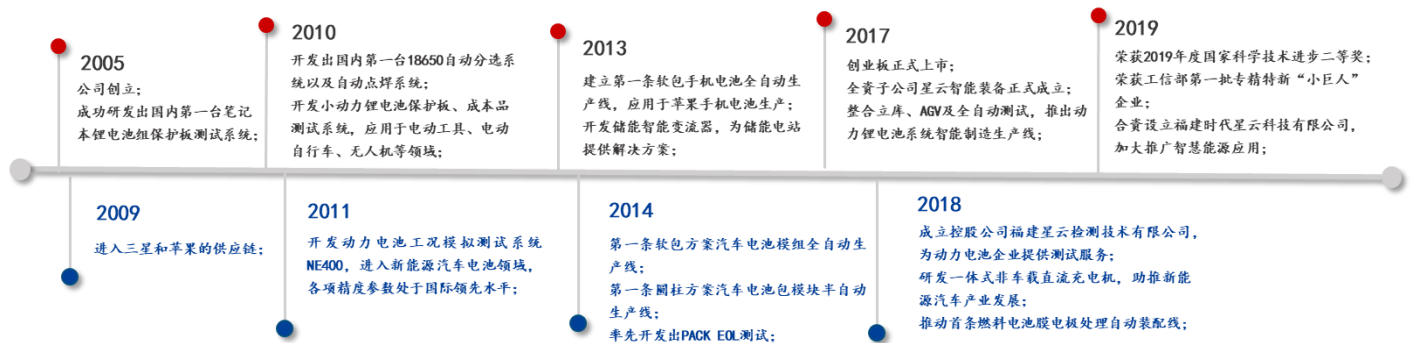 2005
公司创立;
成功研发出国内第一台笔记
本锂电池组保护板测试系统;
2009
进入三星和苹果的供应链;
2010
开发出国内第一台18650自动分选系
统以及自动点焊系统;
开发小动力锂电池保护板、成本品
测试系统, 应用于电动工具、电动
自行车、无人机等领域;
2011
开发动力电池工况模拟测试系统
NE400, 进入新能源汽车电池领域,
各项精度参数处于国际领先水平;
2013
建立第一条软包手机电池全自动生
产线, 应用于苹果手机电池生产;
开发储能智能变流器, 为储能电站
提供解决方案;
2014
第一条软包方案汽车电池模组全自动生
产线;
第一条圆柱方案汽车电池包模块半自动
生产线;
率先开发出PACK EOL测试;
2017
创业板正式上市;
全资子公司星云智能装备正式成立;
整合立库、AGV及全自动测试, 推出动
力锂电池系统智能制造生产线;
2018
成立控股公司福建星云检测技术有限公司,
为动力电池企业提供测试服务;
研发一体式非车载直流充电机, 助推新能
源汽车产业发展;
推动首条燃料电池膜电极处理自动装配线;
2019
荣获2019年度国家科学技术进步二等奖;
荣获工信部第一批专精特新“小巨人”
企业;
合资设立福建时代星云科技有限公司,
加大推广智慧能源应用;